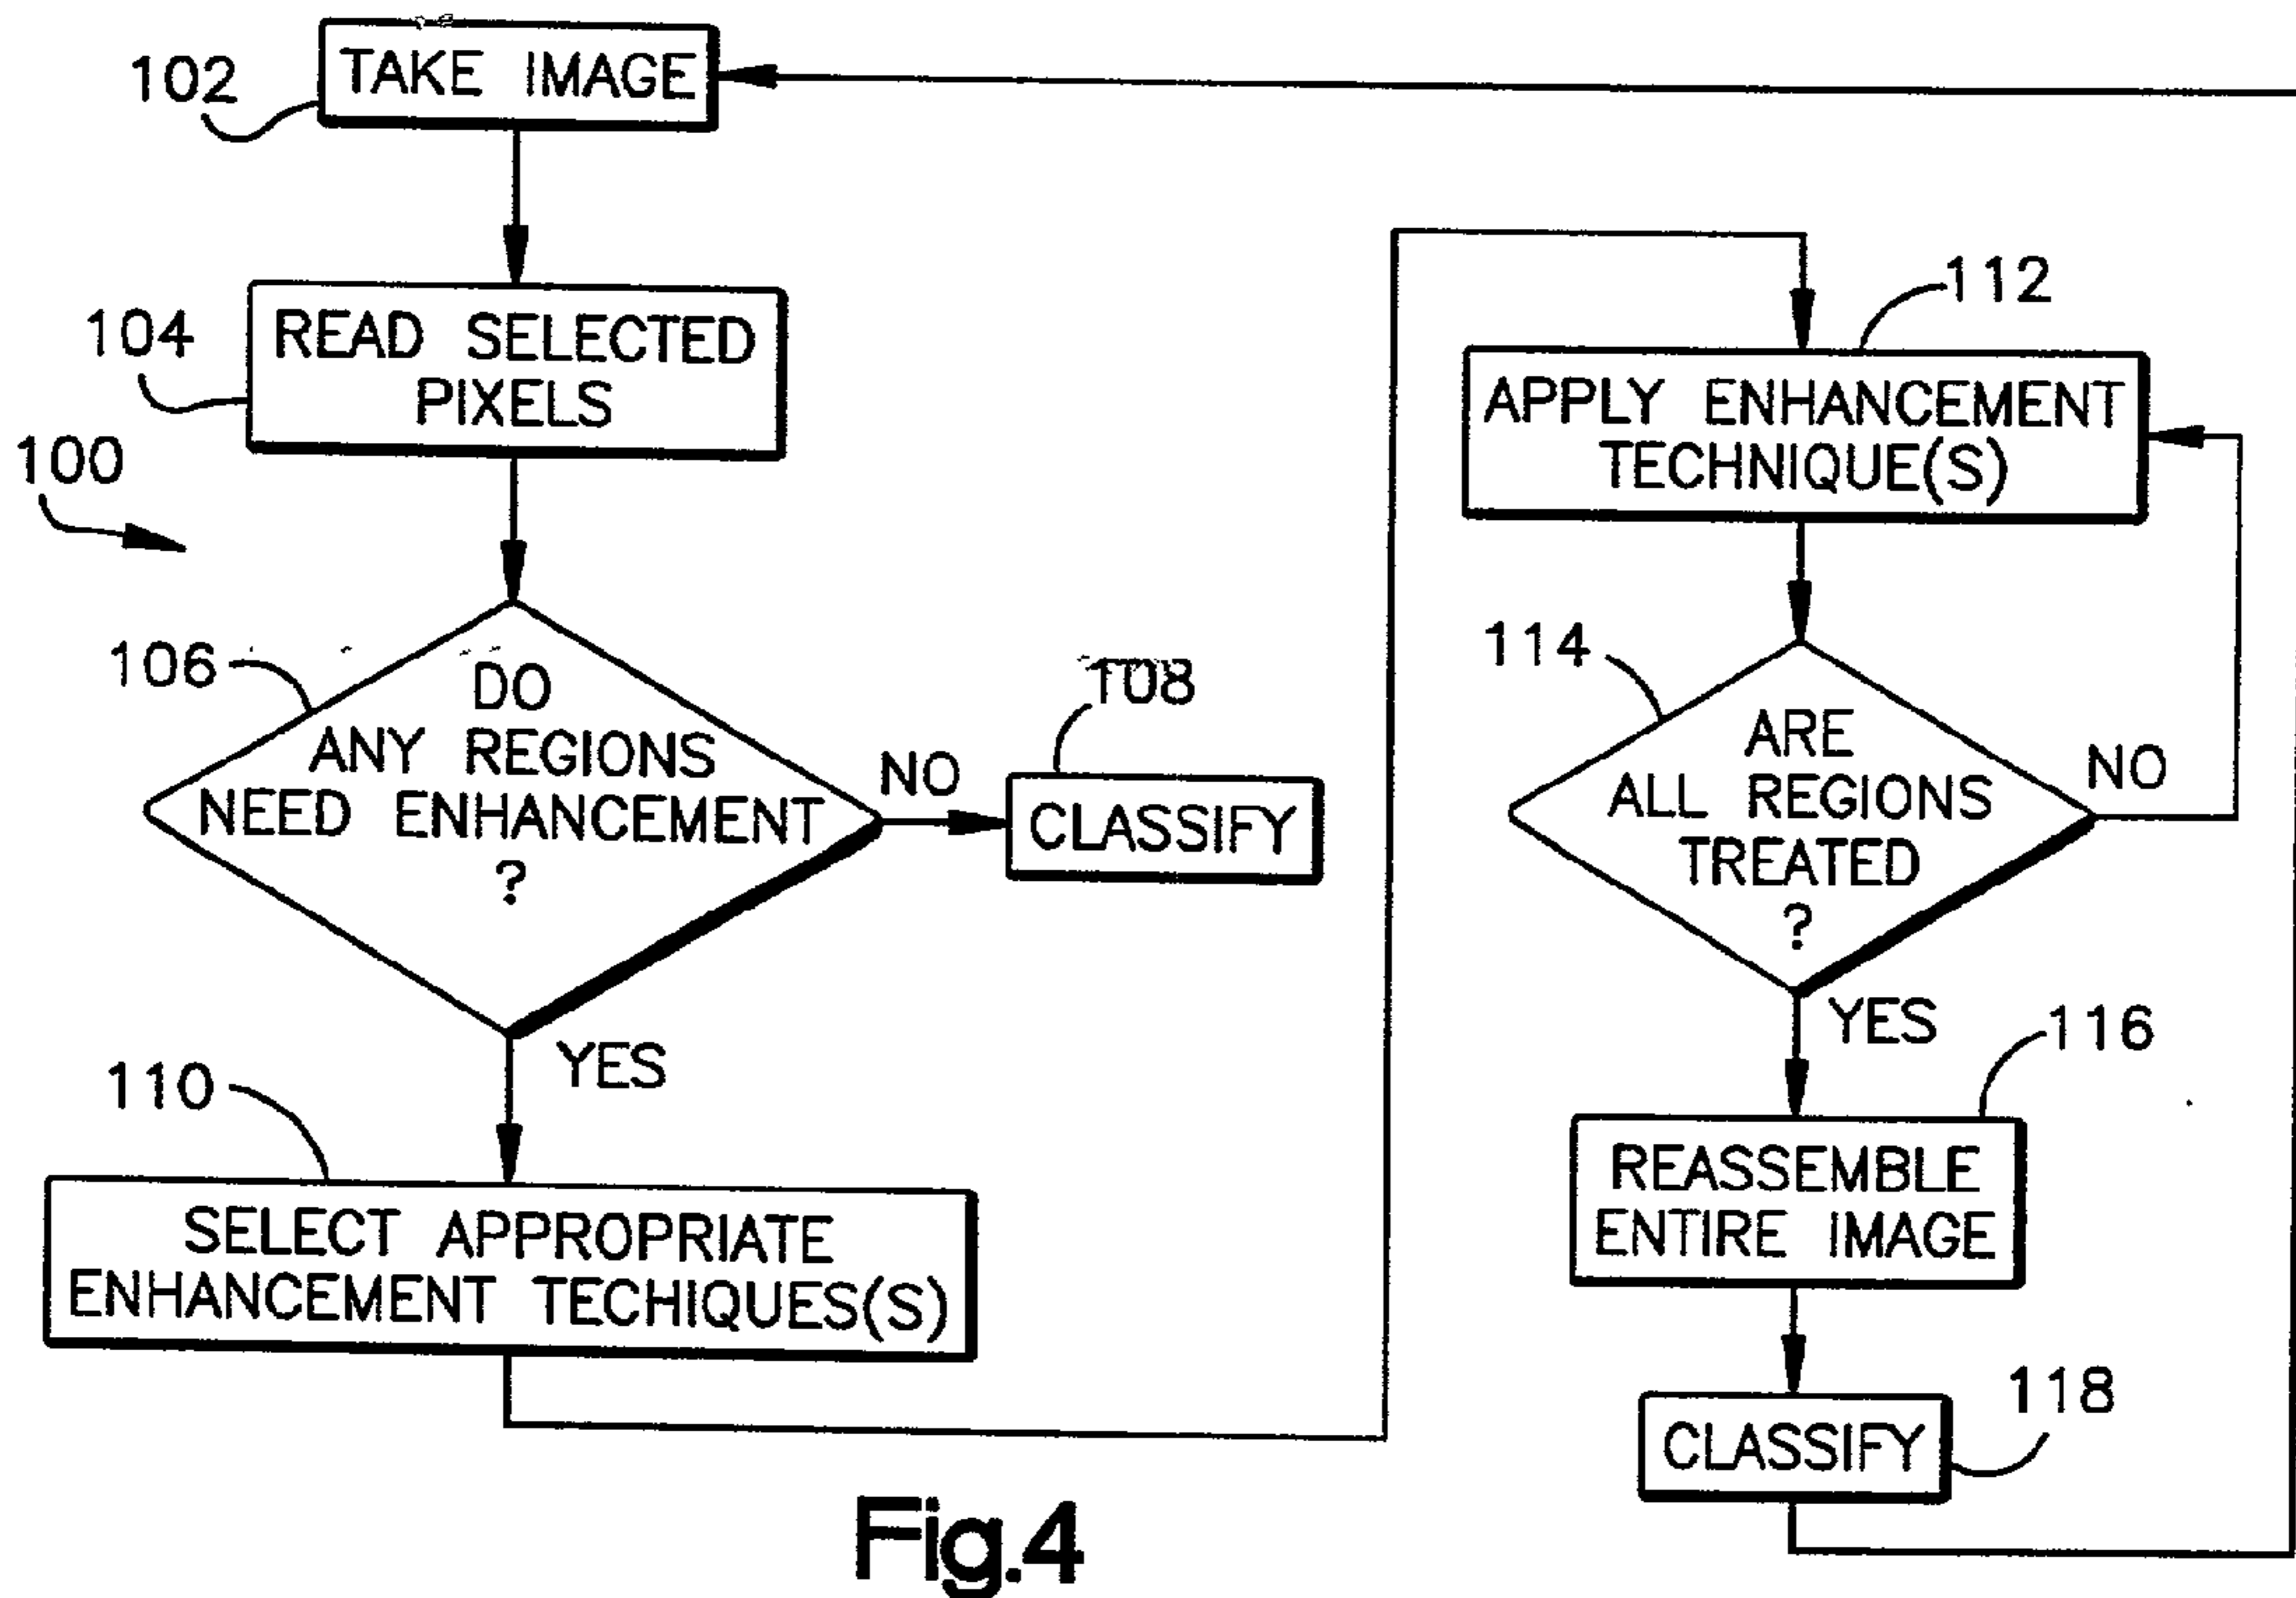 102
TAKE IMAGE
104
READ SELECTED
PIXELS
100
106
DO
ANY REGIONS
NEED ENHANCEMENT
?
NO
108
CLASSIFY
YES
110
SELECT APPROPRIATE
ENHANCEMENT TECHIQUES(S)
112
APPLY ENHANCEMENT
TECHNIQUE(S)
114
ARE
ALL REGIONS
TREATED
?
NO
YES
116
REASSEMBLE
ENTIRE IMAGE
118
CLASSIFY
Fig.4